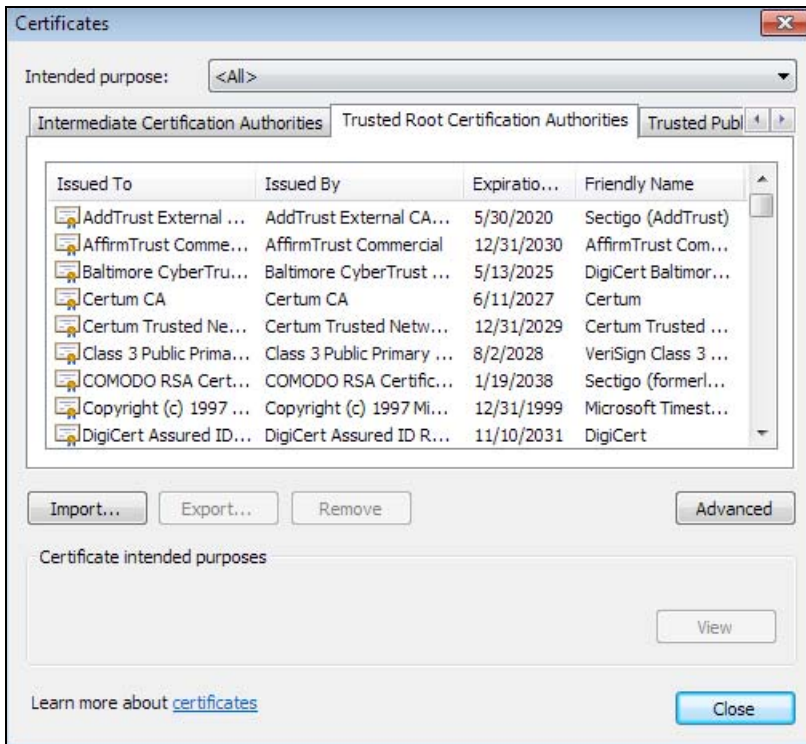 Certificates
Intended purpose: <All>
Intermediate Certification Authorities Trusted Root Certification Authorities Trusted Publ
Issued To Issued By Expiratio... Friendly Name
AddTrust External ... AddTrust External CA... 5/30/2020 Sectigo (AddTrust)
AffirmTrust Comme... AffirmTrust Commercial 12/31/2030 AffirmTrust Com...
Baltimore CyberTru... Baltimore CyberTrust ... 5/13/2025 DigiCert Baltimor...
Certum CA Certum CA 6/11/2027 Certum
Certum Trusted Ne... Certum Trusted Netw... 12/31/2029 Certum Trusted ...
Class 3 Public Prima... Class 3 Public Primary ... 8/2/2028 VeriSign Class 3 ...
COMODO RSA Cert... COMODO RSA Certific... 1/19/2038 Sectigo (formerl...
Copyright (c) 1997 ... Copyright (c) 1997 Mi... 12/31/1999 Microsoft Timest...
DigiCert Assured ID... DigiCert Assured ID R... 11/10/2031 DigiCert
Import... Export... Remove Advanced
Certificate intended purposes
View
Learn more about certificates
Close